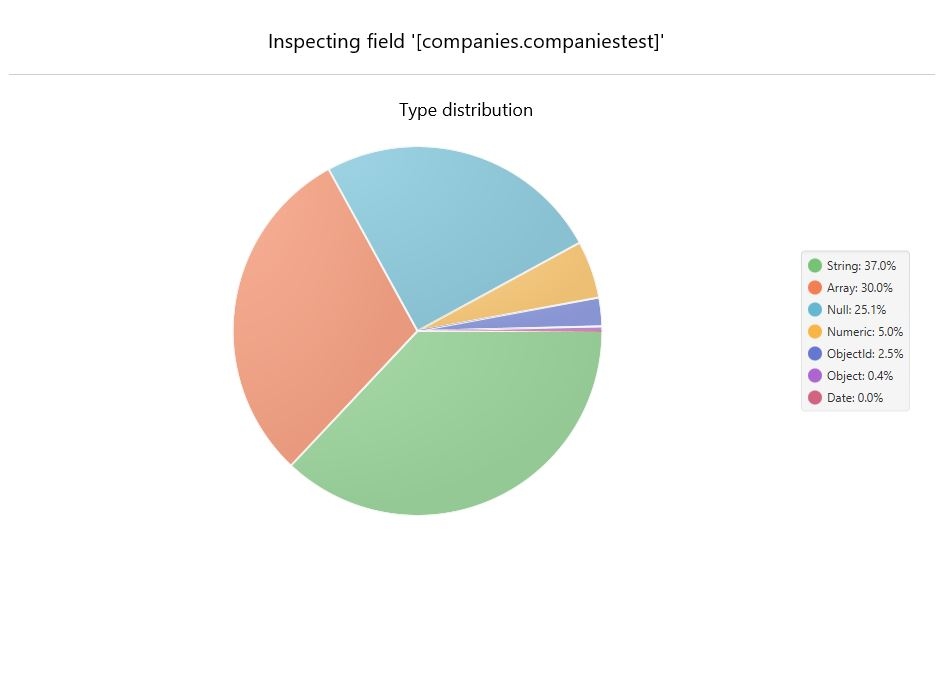 Inspecting field '[companies.companiestest]'
Type distribution
String: 37.0%
Array: 30.0%
Null: 25.1%
Numeric: 5.0%
ObjectId: 2.5%
Object: 0.4%
Date: 0.0%